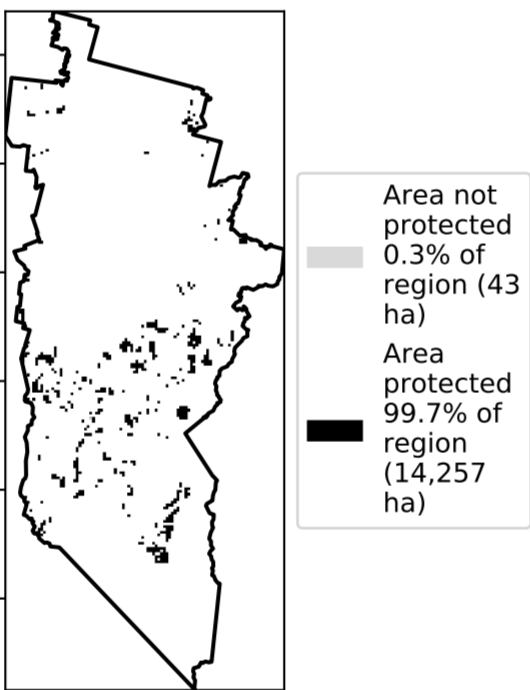 Area not
protected
0.3% of
region (43
ha)
Area
protected
99.7% of
region
(14,257
ha)